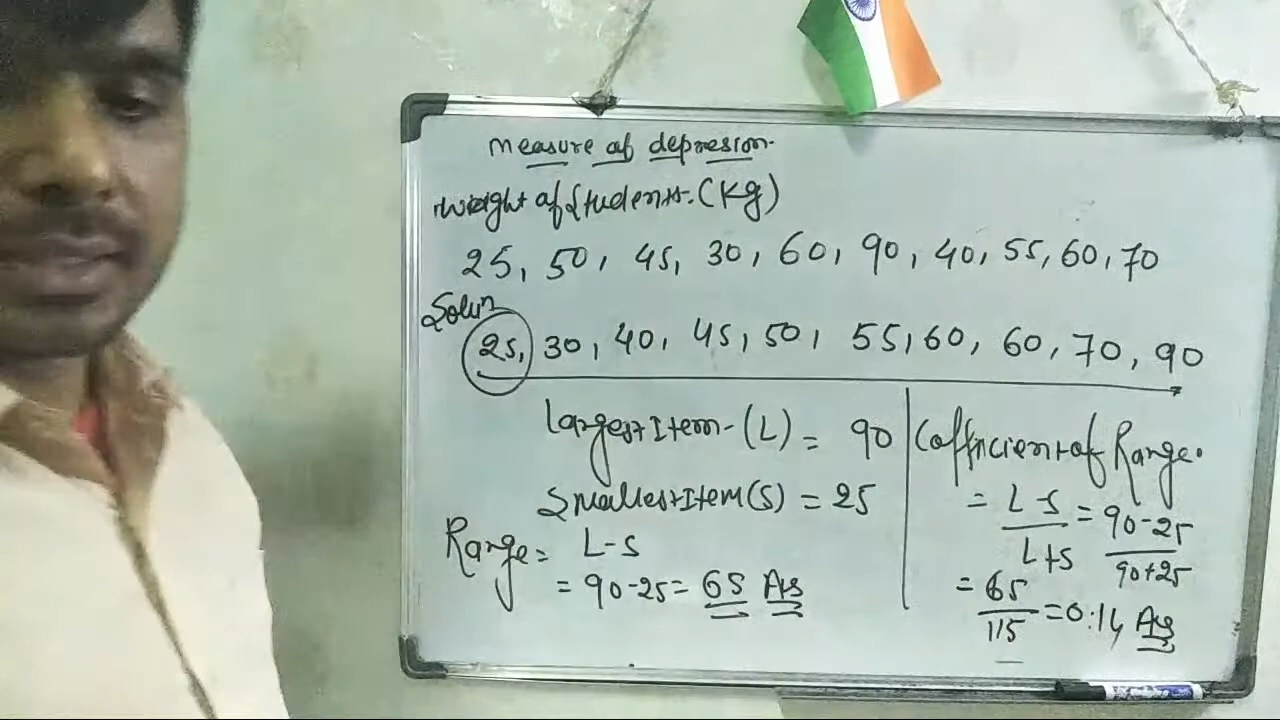 measure of depresion.
Weight of Students. (Kg)
25, 50, 45, 30, 60, 90, 40, 55, 60, 70
Solun
25, 30, 40, 45, 50, 55, 60, 60, 70, 90
Largest Item - (L) = 90
Smallest Item (S) = 25
Range = L-S
= 90-25 = 65 Ans
Cofficient of Range.
= L-S / L+S = 90-25 / 90+25
= 65 / 115 = 0.14 Ans